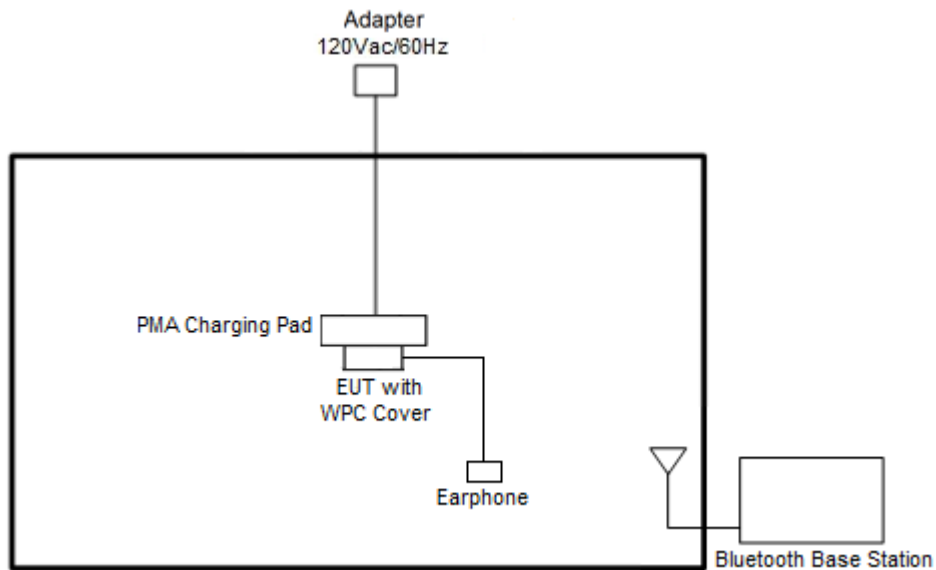 Adapter
120Vac/60Hz
PMA Charging Pad
EUT with
WPC Cover
Earphone
Bluetooth Base Station